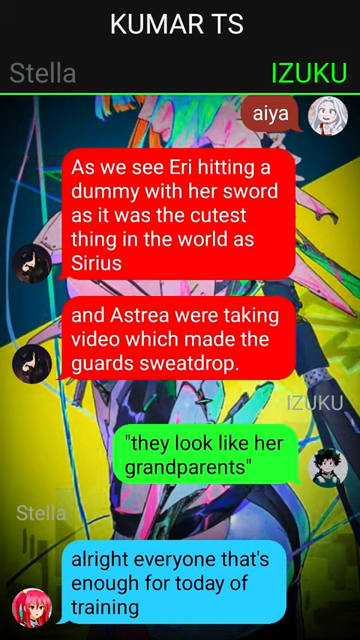 KUMAR TS
Stella
IZUKU
aiya
As we see Eri hitting a
dummy with her sword
as it was the cutest
thing in the world as
Sirius
and Astrea were taking
video which made the
guards sweatdrop.
IZUKU
"they look like her
grandparents"
Stella
alright everyone that's
enough for today of
training